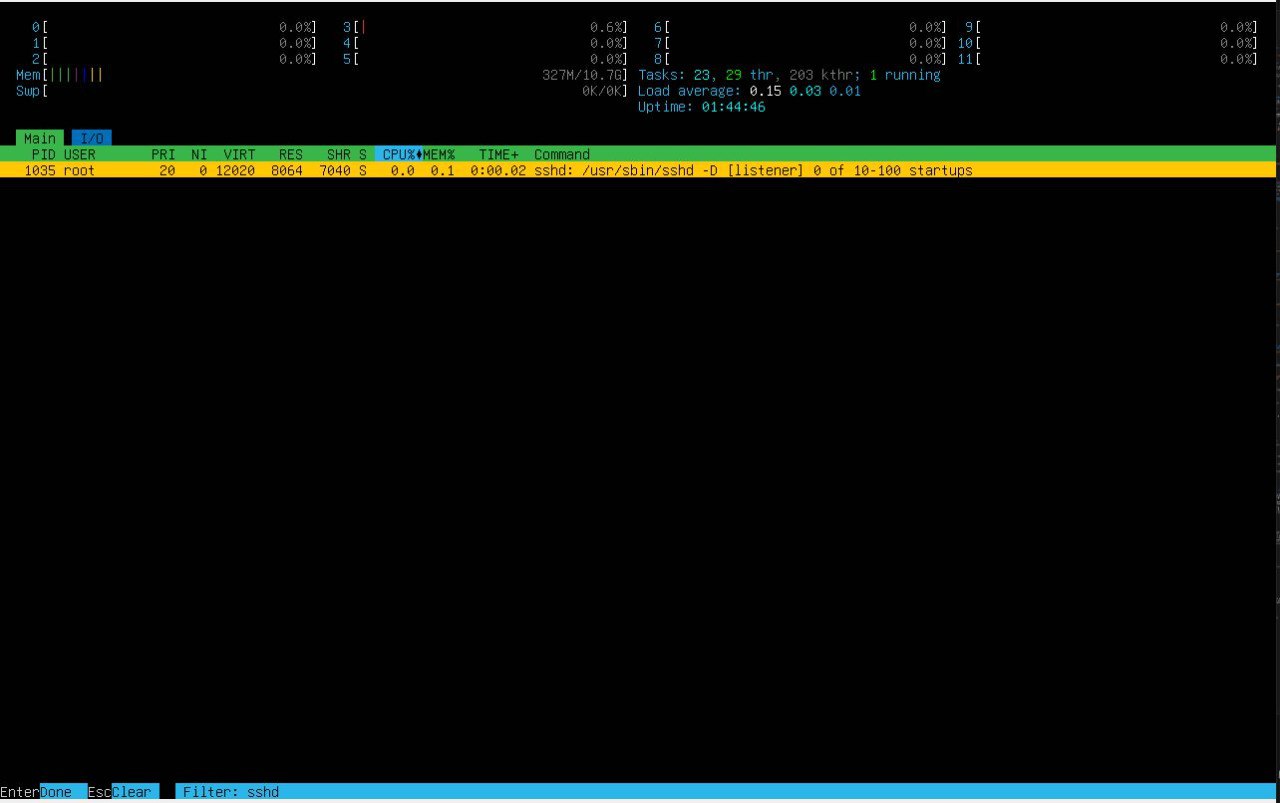 0[ 0.0%] 3[| 0.6%] 6[ 0.0%] 9[ 0.0%]
1[ 0.0%] 4[ 0.0%] 7[ 0.0%] 10[ 0.0%]
2[ 0.0%] 5[ 0.0%] 8[ 0.0%] 11[ 0.0%]
Mem[||||||| 327M/10.7G] Tasks: 23, 29 thr, 203 kthr; 1 running
Swp[ 0K/0K] Load average: 0.15 0.03 0.01
Uptime: 01:44:46
Main I/O
PID USER PRI NI VIRT RES SHR S CPU% MEM% TIME+ Command
1035 root 20 0 12020 8064 7040 S 0.0 0.1 0:00.02 sshd: /usr/sbin/sshd -D [listener] 0 of 10-100 startups
EnterDone EscClear Filter: sshd